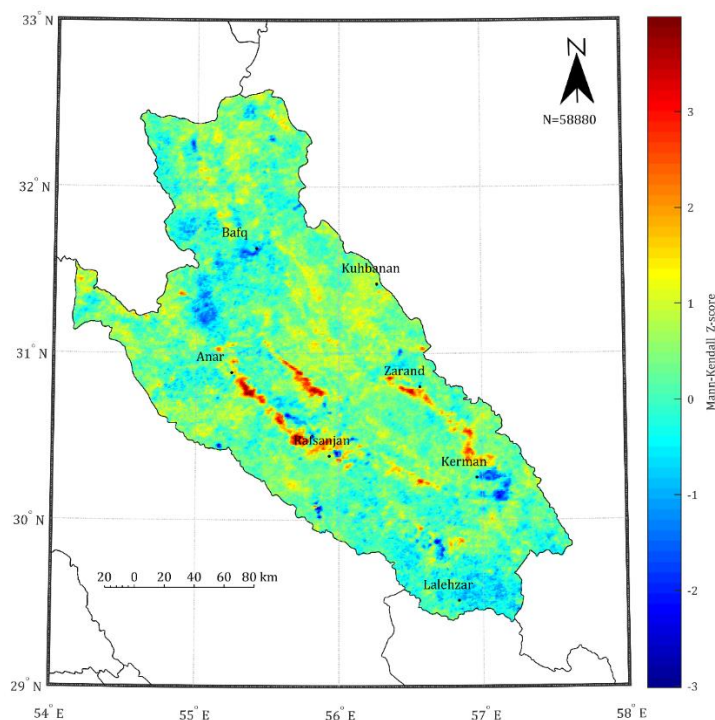 33° N
N
3
N=58880
32° N
2
Bafq
Kuhbanan
1
31° N
Anar
Zarand
0
Mann-Kendall Z-score
Rafsanjan
Kerman
-1
30° N
20 0 20 40 60 80 km
Lalehzar
-2
29° N
-3
54° E 55° E 56° E 57° E 58° E